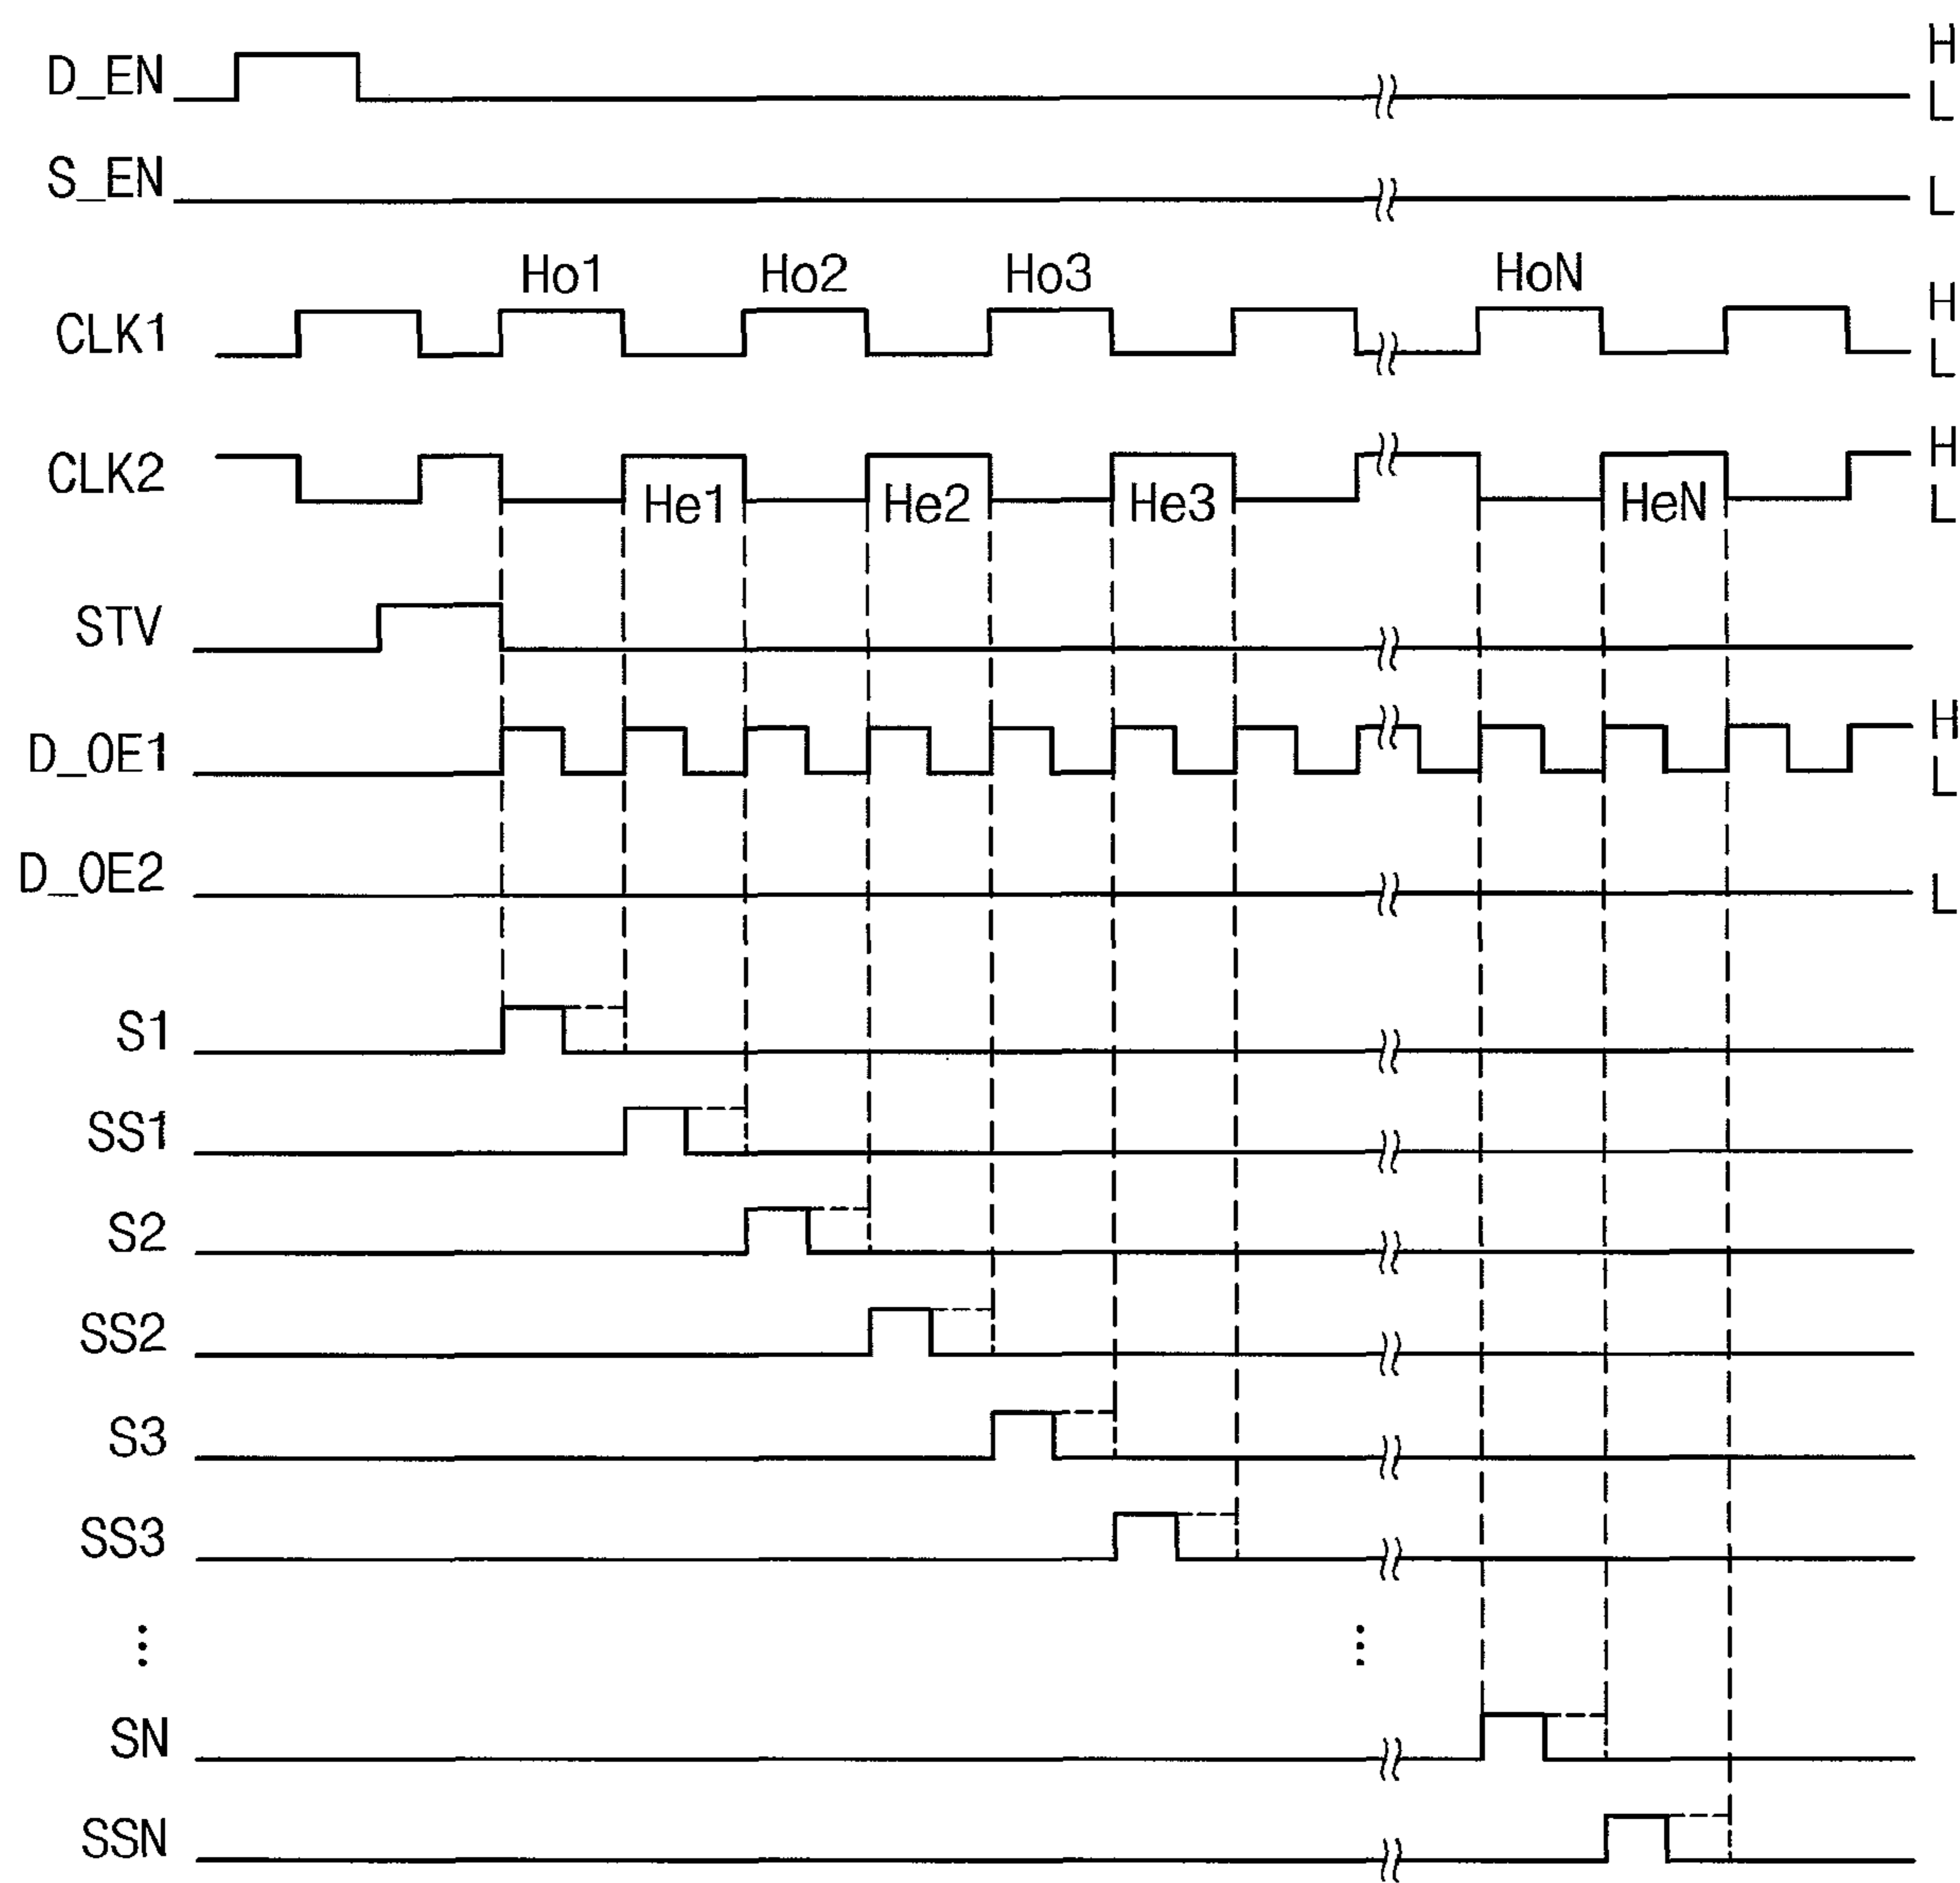 D_EN H
L
S_EN L
Ho1 Ho2 Ho3 HoN
CLK1 H
L
CLK2 H
He1 He2 He3 HeN L
STV
D_OE1 H
L
D_OE2 L
S1
SS1
S2
SS2
S3
SS3
⋮ ⋮
SN
SSN